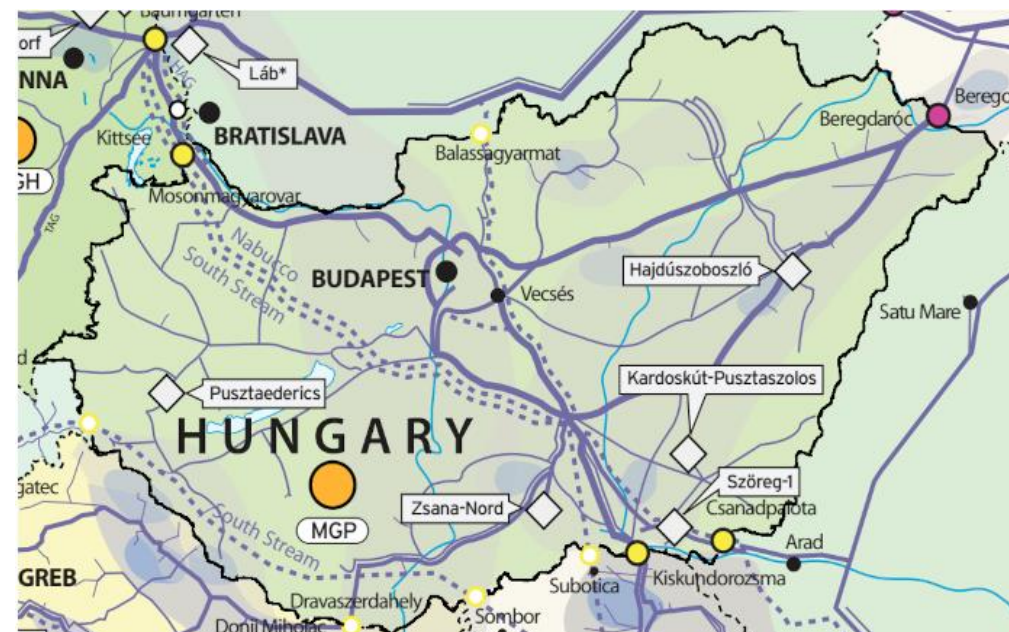 Baumgarten
orf
NNA
HAG
Láb*
BRATISLAVA
Kittsee
GH
TAG
Mosonmagyarovar
Balassagyarmat
Beregdaróc
Beregd
Nabucco
South Stream
BUDAPEST
Vecsés
Hajdúszoboszló
Satu Mare
Kardoskút-Pusztaszolos
d
Pusztaederics
HUNGARY
gatec
MGP
Zsana-Nord
Szöreg-1
Csanadpalota
South Stream
Arad
GREB
Subotica
Kiskundorozsma
Dravaszerdahely
Sombor
Donji Miholac